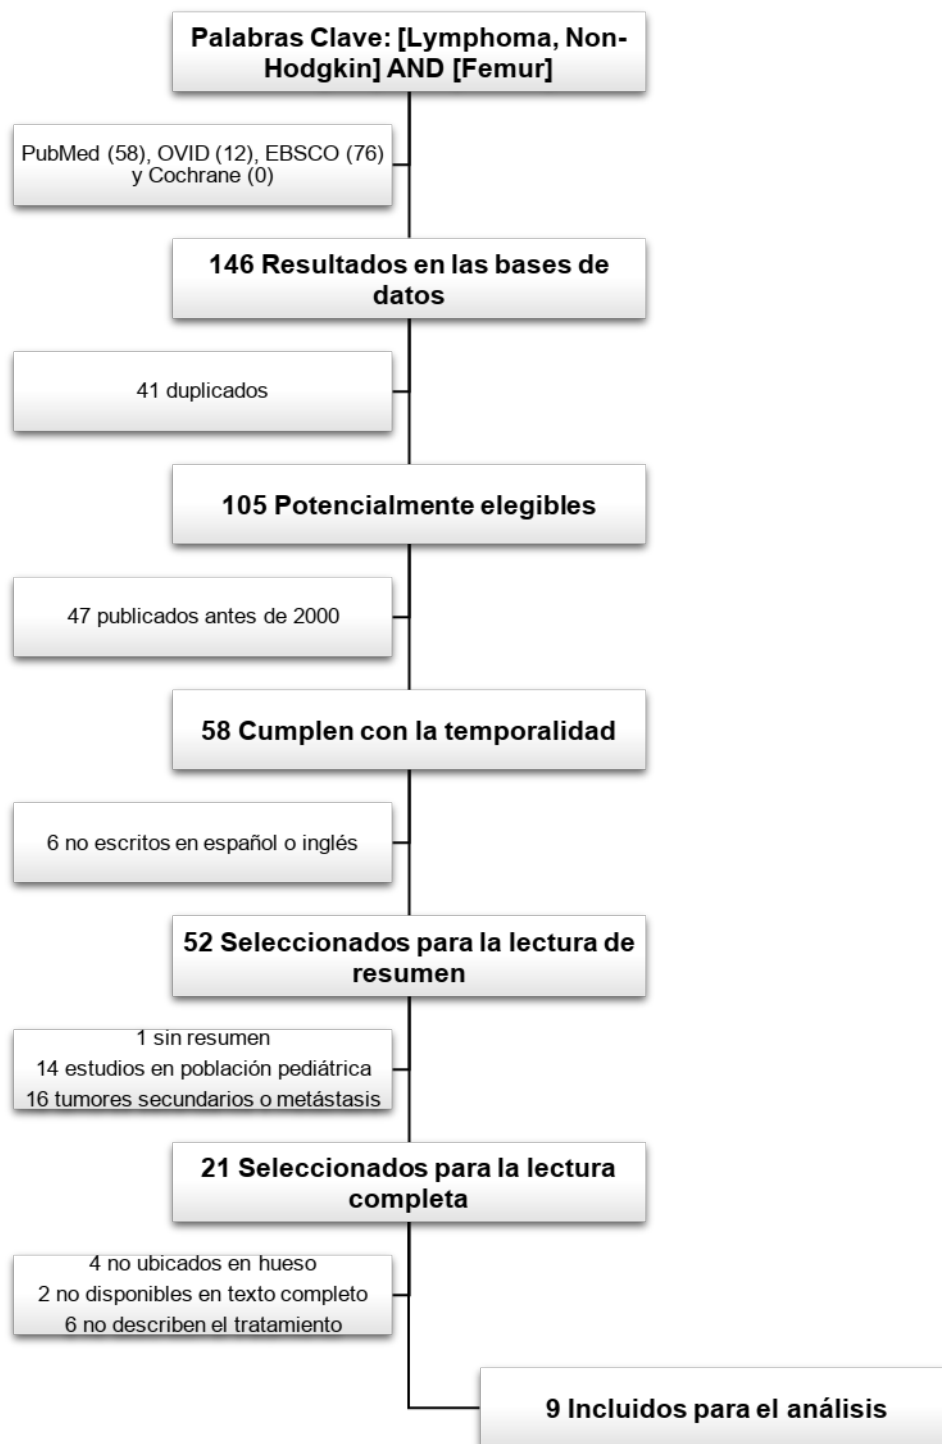 Palabras Clave: [Lymphoma, Non-
Hodgkin] AND [Femur]
PubMed (58), OVID (12), EBSCO (76)
y Cochrane (0)
146 Resultados en las bases de
datos
41 duplicados
105 Potencialmente elegibles
47 publicados antes de 2000
58 Cumplen con la temporalidad
6 no escritos en español o inglés
52 Seleccionados para la lectura de
resumen
1 sin resumen
14 estudios en población pediátrica
16 tumores secundarios o metástasis
21 Seleccionados para la lectura
completa
4 no ubicados en hueso
2 no disponibles en texto completo
6 no describen el tratamiento
9 Incluidos para el análisis